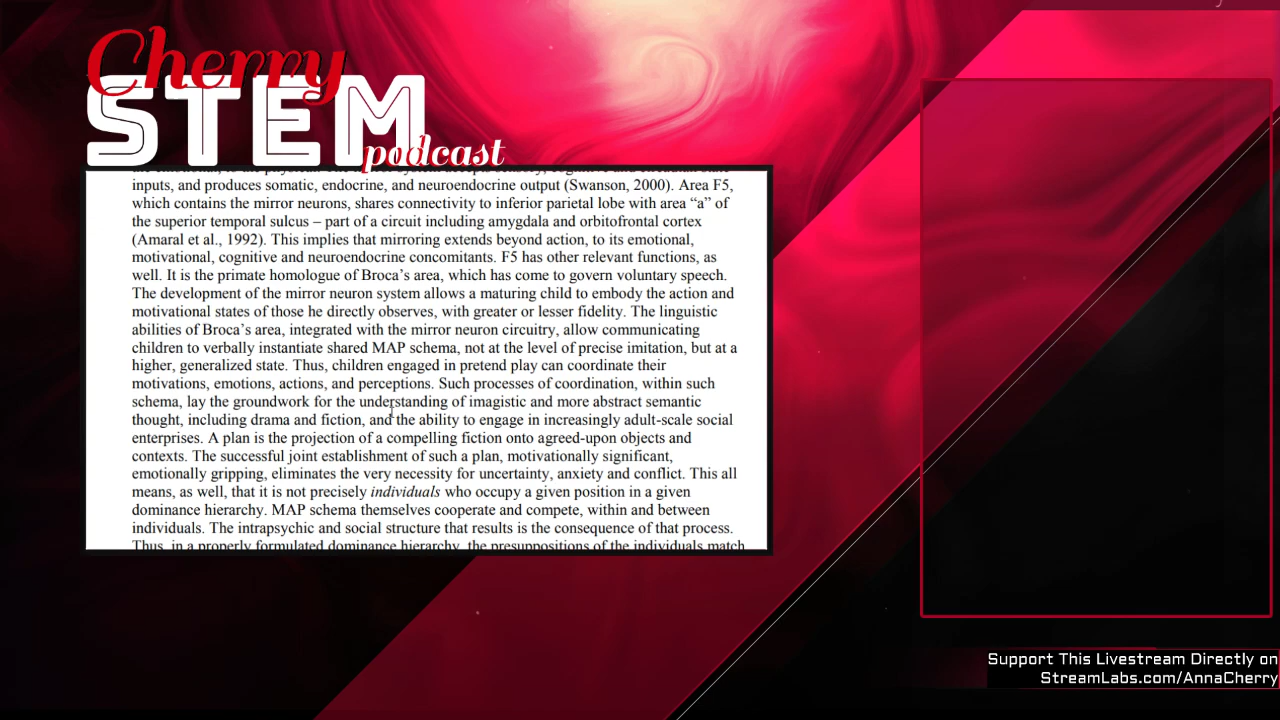 Cherry
STEM
podcast
inputs, and produces somatic, endocrine, and neuroendocrine output (Swanson, 2000). Area F5,
which contains the mirror neurons, shares connectivity to inferior parietal lobe with area “a” of
the superior temporal sulcus – part of a circuit including amygdala and orbitofrontal cortex
(Amaral et al., 1992). This implies that mirroring extends beyond action, to its emotional,
motivational, cognitive and neuroendocrine concomitants. F5 has other relevant functions, as
well. It is the primate homologue of Broca’s area, which has come to govern voluntary speech.
The development of the mirror neuron system allows a maturing child to embody the action and
motivational states of those he directly observes, with greater or lesser fidelity. The linguistic
abilities of Broca’s area, integrated with the mirror neuron circuitry, allow communicating
children to verbally instantiate shared MAP schema, not at the level of precise imitation, but at a
higher, generalized state. Thus, children engaged in pretend play can coordinate their
motivations, emotions, actions, and perceptions. Such processes of coordination, within such
schema, lay the groundwork for the understanding of imagistic and more abstract semantic
thought, including drama and fiction, and the ability to engage in increasingly adult-scale social
enterprises. A plan is the projection of a compelling fiction onto agreed-upon objects and
contexts. The successful joint establishment of such a plan, motivationally significant,
emotionally gripping, eliminates the very necessity for uncertainty, anxiety and conflict. This all
means, as well, that it is not precisely individuals who occupy a given position in a given
dominance hierarchy. MAP schema themselves cooperate and compete, within and between
individuals. The intrapsychic and social structure that results is the consequence of that process.
Thus, in a properly formulated dominance hierarchy, the presuppositions of the individuals match
Support This Livestream Directly on
StreamLabs.com/AnnaCherry